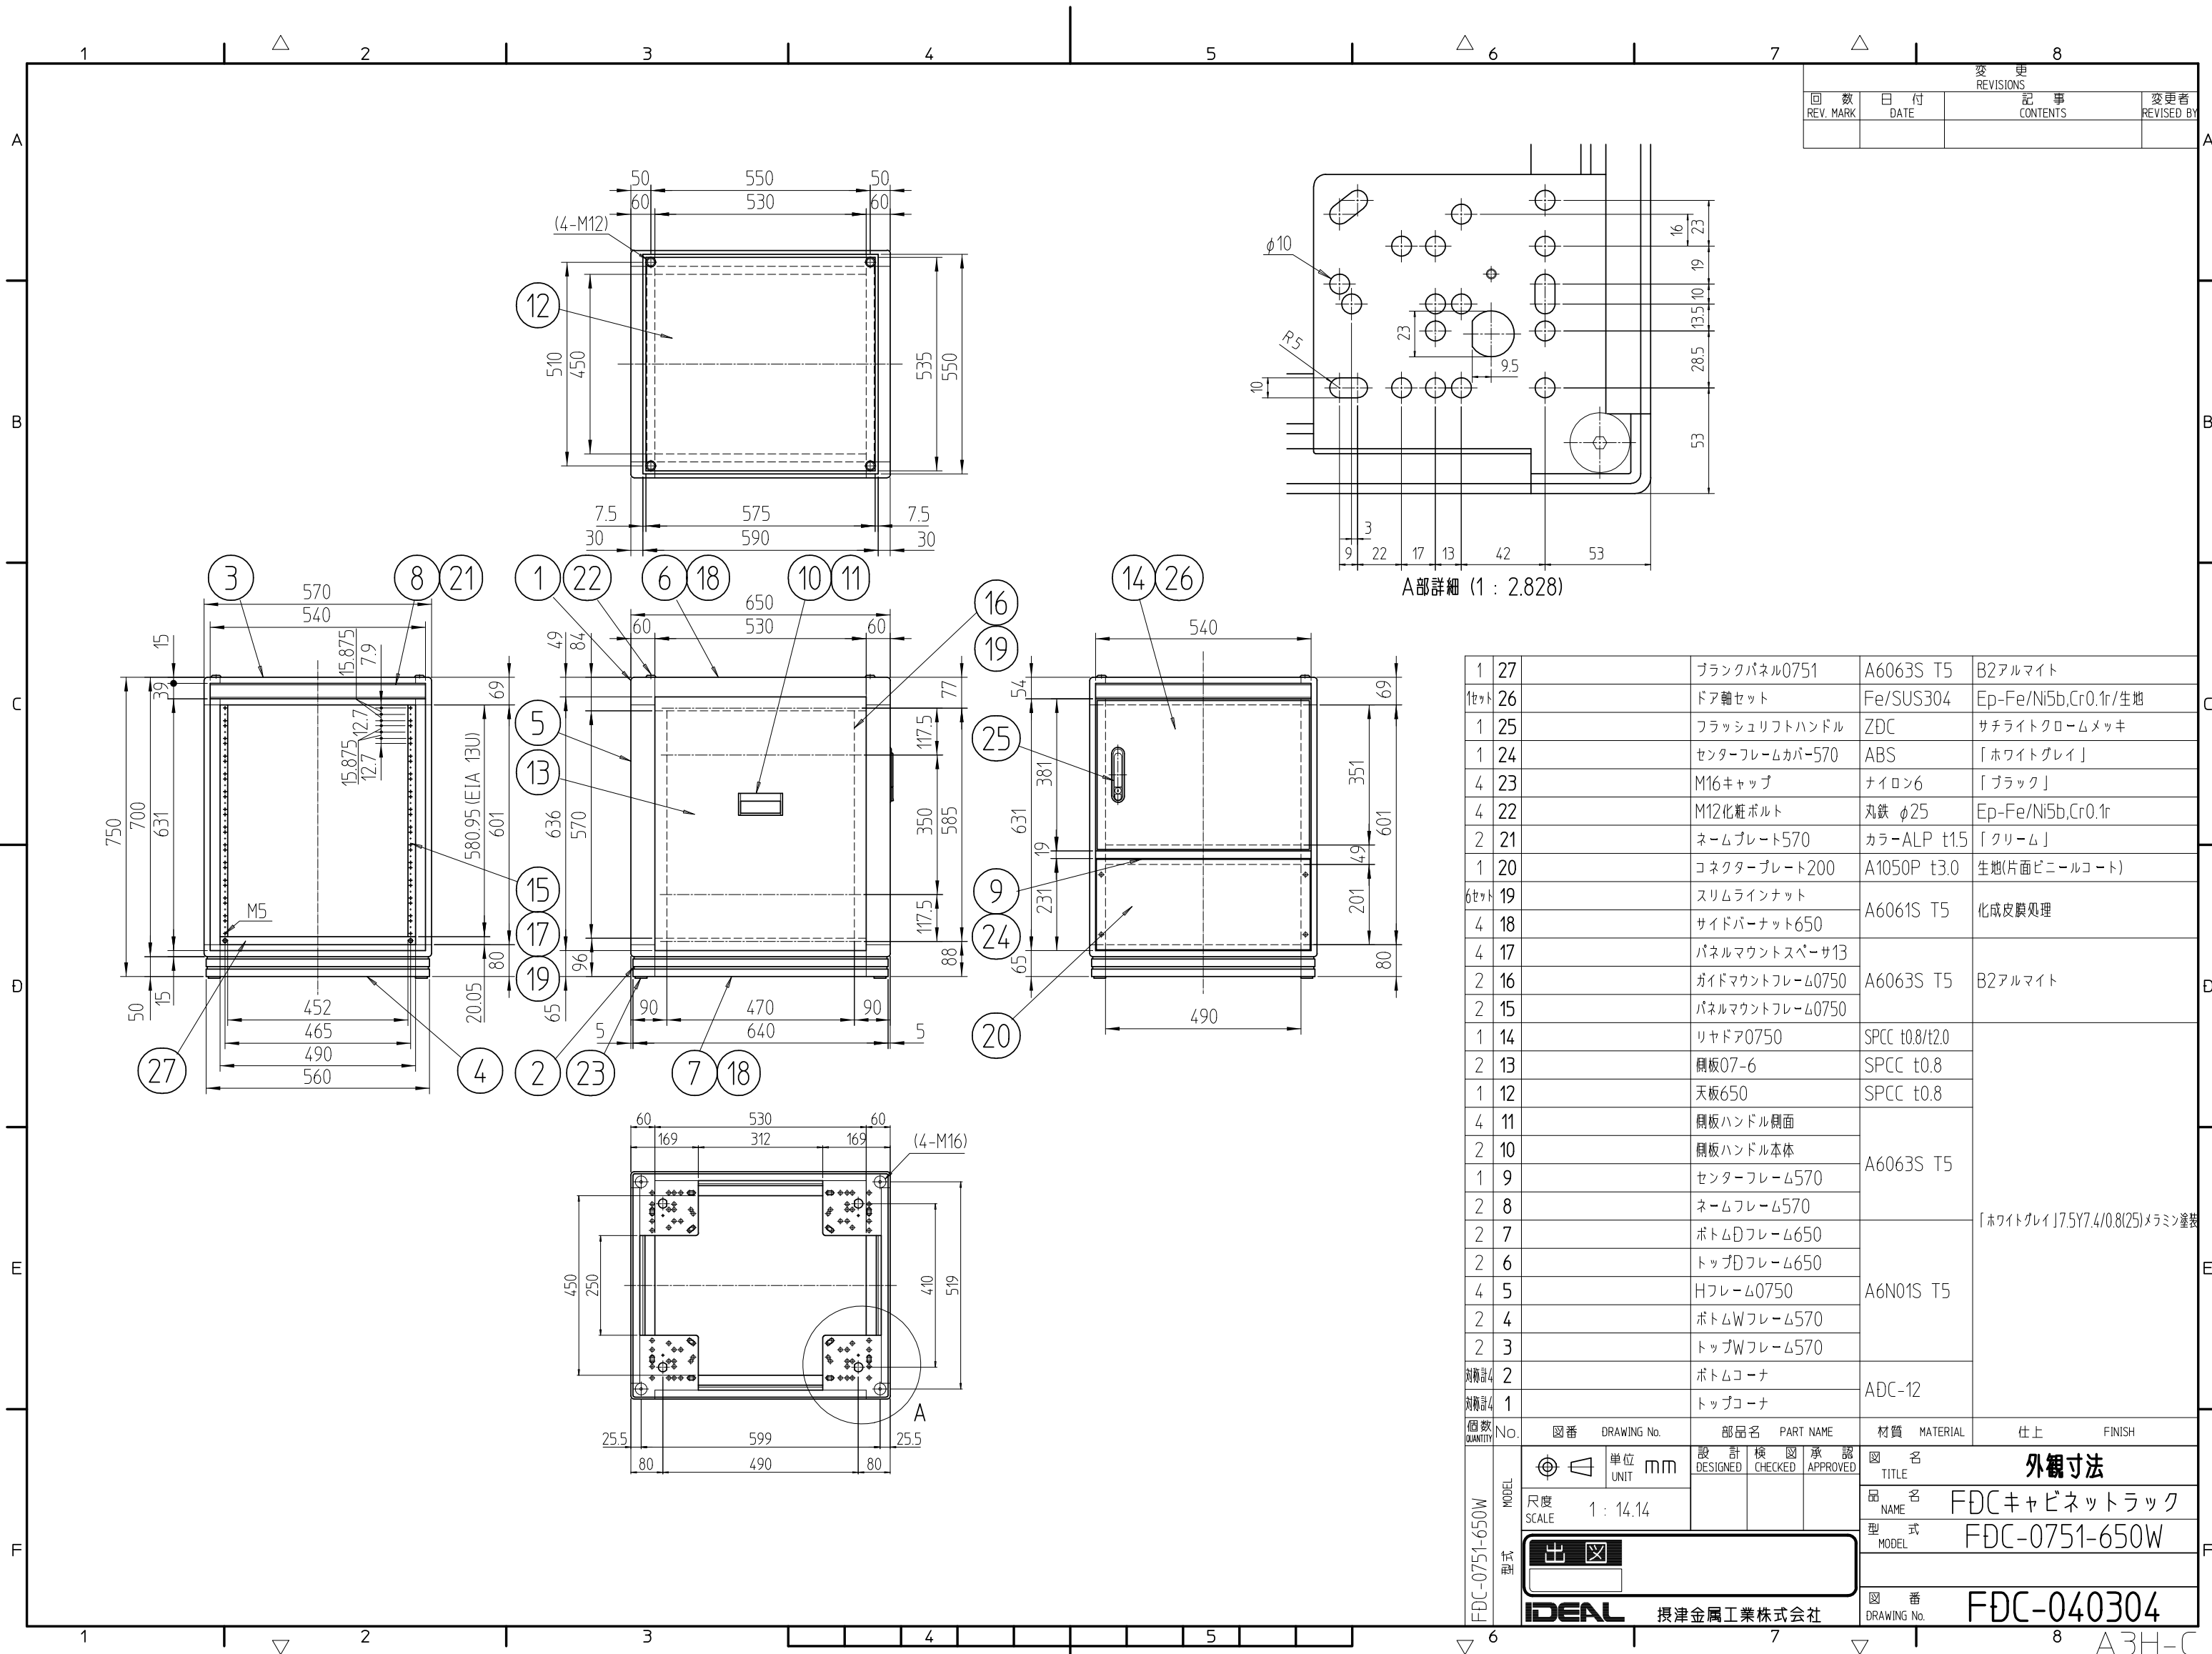 1 2 3 4 5 6 7 8
A B C D E F
変更
REVISIONS
回数 REV. MARK
日付 DATE
記事 CONTENTS
変更者 REVISED BY
50 550 50
60 530 60
(4-M12)
12
510 450
535 550
7.5 575 7.5
30 590 30
φ10
R5
10
23
9.5
16 23
19
10
13.5
28.5
53
3
9 22 17 13 42 53
A部詳細 (1 : 2.828)
3 8 21
570
540
15
39
15.875
7.9
12.7
15.875
12.7
69
750 700 631
580.95 (EIA 13U)
601
M5
50 15
20.05
80
452
465
490
560
27 4
15 17 19
1 22 6 18 10 11 16 19
650
60 530 60
49 84
77
5 13
117.5
350
117.5
585
636 570
96
65
88
90 470 90
5 640 5
2 23 7 18
14 26
540
54
69
25
381
351
631
19
49
601
231
201
9 24
65
80
490
20
60 530 60
169 312 169
(4-M16)
450 250
410 519
A
25.5 599 25.5
80 490 80
1 27 ブランクパネル0751 A6063S T5 B2アルマイト
1セット 26 ドア軸セット Fe/SUS304 Ep-Fe/Ni5b,Cr0.1r/生地
1 25 フラッシュリフトハンドル ZDC サチライトクロームメッキ
1 24 センターフレームカバー570 ABS 「ホワイトグレイ」
4 23 M16キャップ ナイロン6 「ブラック」
4 22 M12化粧ボルト 丸鉄 φ25 Ep-Fe/Ni5b,Cr0.1r
2 21 ネームプレート570 カラーALP t1.5 「クリーム」
1 20 コネクタープレート200 A1050P t3.0 生地(片面ビニールコート)
6セット 19 スリムラインナット A6061S T5 化成皮膜処理
4 18 サイドバーナット650
4 17 パネルマウントスペーサ13
2 16 ガイドマウントフレーム0750 A6063S T5 B2アルマイト
2 15 パネルマウントフレーム0750
1 14 リヤドア0750 SPCC t0.8/t2.0
2 13 側板07-6 SPCC t0.8
1 12 天板650 SPCC t0.8
4 11 側板ハンドル側面
2 10 側板ハンドル本体 A6063S T5
1 9 センターフレーム570
2 8 ネームフレーム570 「ホワイトグレイ」7.5Y7.4/0.8(25)メラミン塗装
2 7 ボトムDフレーム650
2 6 トップDフレーム650
4 5 Hフレーム0750 A6N01S T5
2 4 ボトムWフレーム570
2 3 トップWフレーム570
対称計4 2 ボトムコーナ ADC-12
対称計4 1 トップコーナ
個数 QUANTITY No. 図番 DRAWING No. 部品名 PART NAME 材質 MATERIAL 仕上 FINISH
FDC-0751-650W
型式 MODEL
単位 UNIT mm
設計 DESIGNED
検図 CHECKED
承認 APPROVED
尺度 SCALE 1 : 14.14
図名 TITLE 外観寸法
品名 NAME FDCキャビネットラック
型式 MODEL FDC-0751-650W
出図
IDEAL 摂津金属工業株式会社
図番 DRAWING No. FDC-040304
1 2 3 4 5 6 7 8
A3H-C